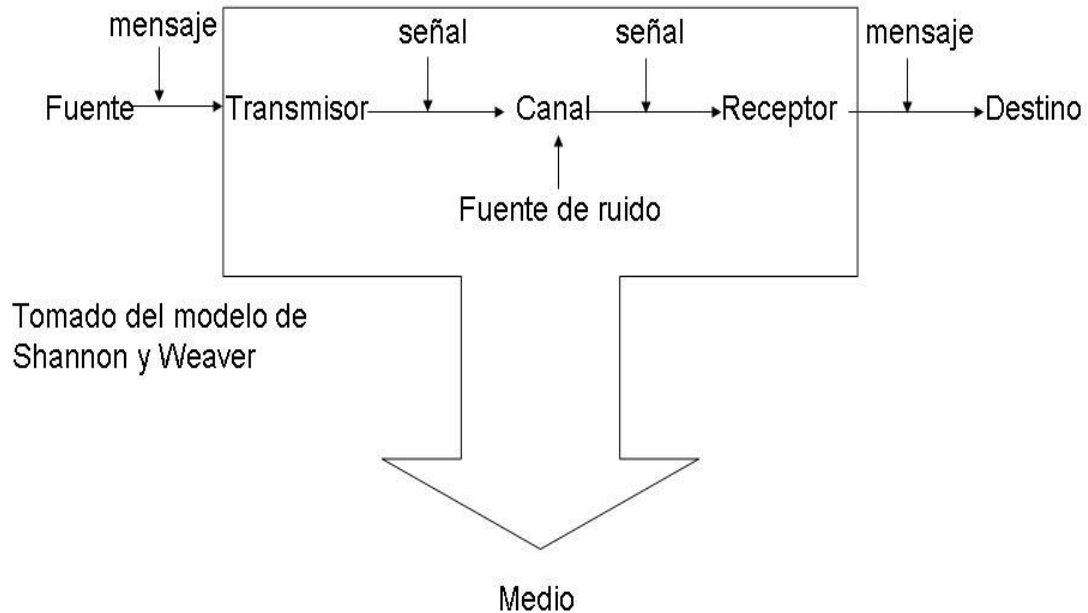 mensaje señal señal mensaje
Fuente Transmisor Canal Receptor Destino
Fuente de ruido
Tomado del modelo de
Shannon y Weaver
Medio